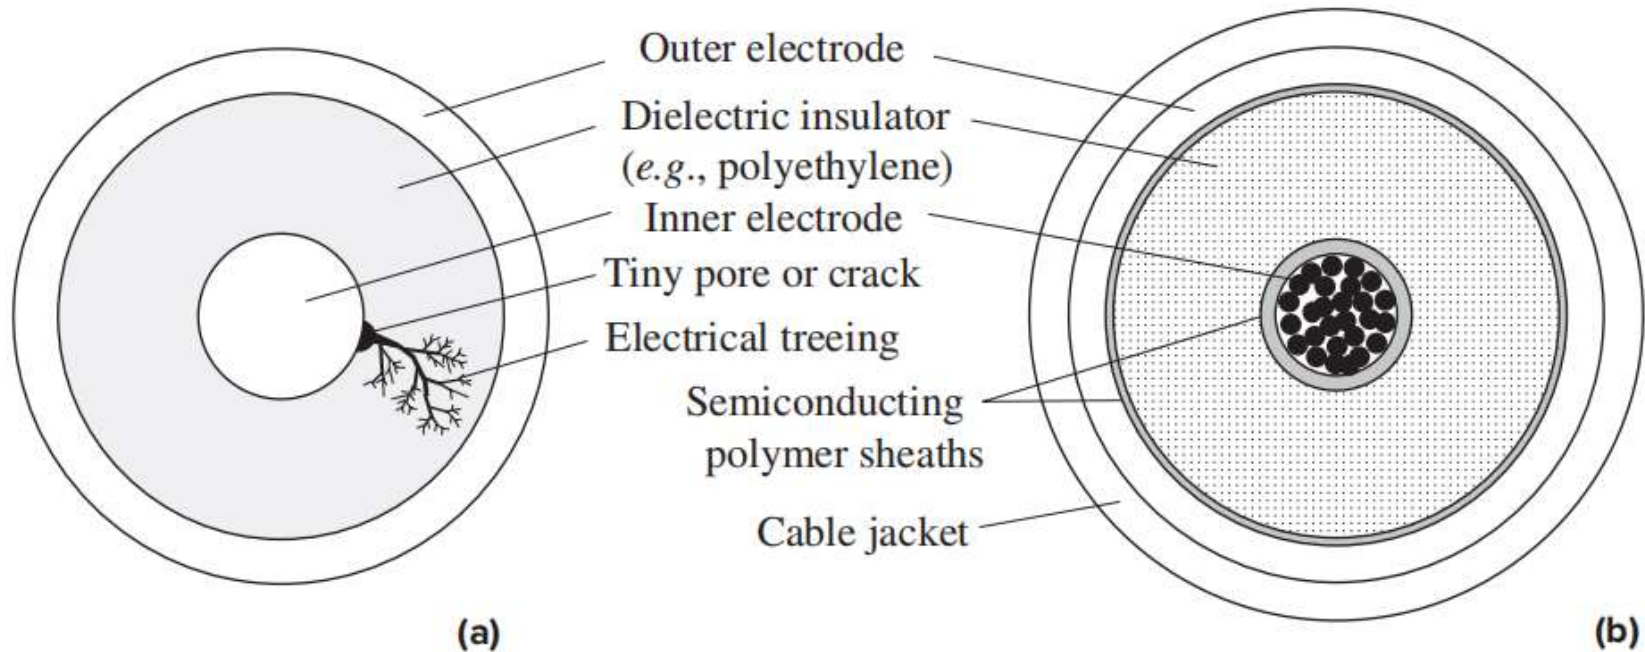 Outer electrode
Dielectric insulator
(e.g., polyethylene)
Inner electrode
Tiny pore or crack
Electrical treeing
Semiconducting
polymer sheaths
Cable jacket
(a)
(b)